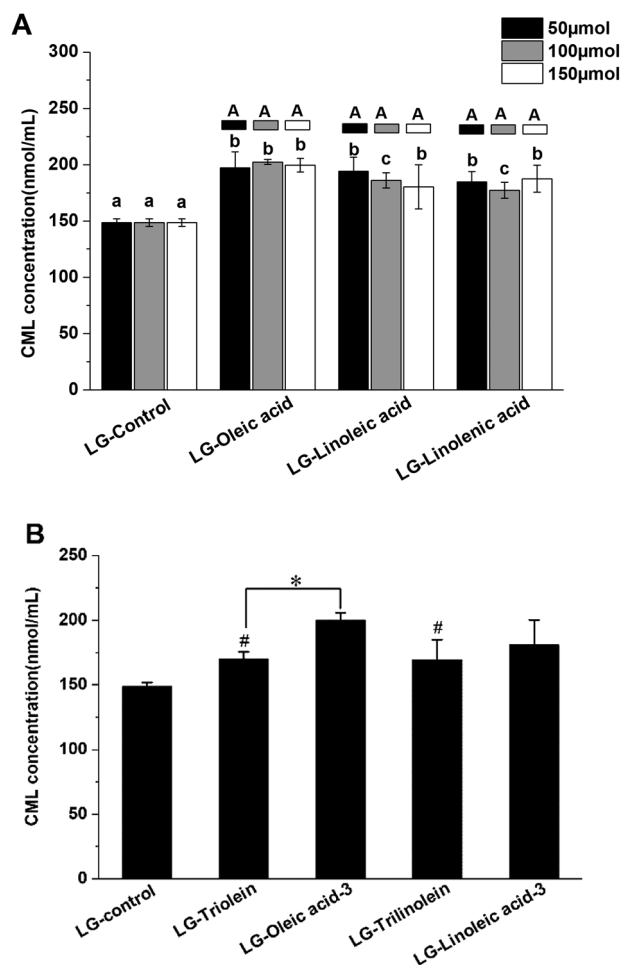 A
50μmol
100μmol
150μmol
CML concentration(nmol/mL)
300
250
200
150
100
50
0
A A A A A A A A A
b b b b c b b c b
a a a
LG-Control
LG-Oleic acid
LG-Linoleic acid
LG-Linolenic acid
B
CML concentration(nmol/mL)
250
200
150
100
50
0
*
# #
LG-control
LG-Triolein
LG-Oleic acid-3
LG-Trilinolein
LG-Linoleic acid-3